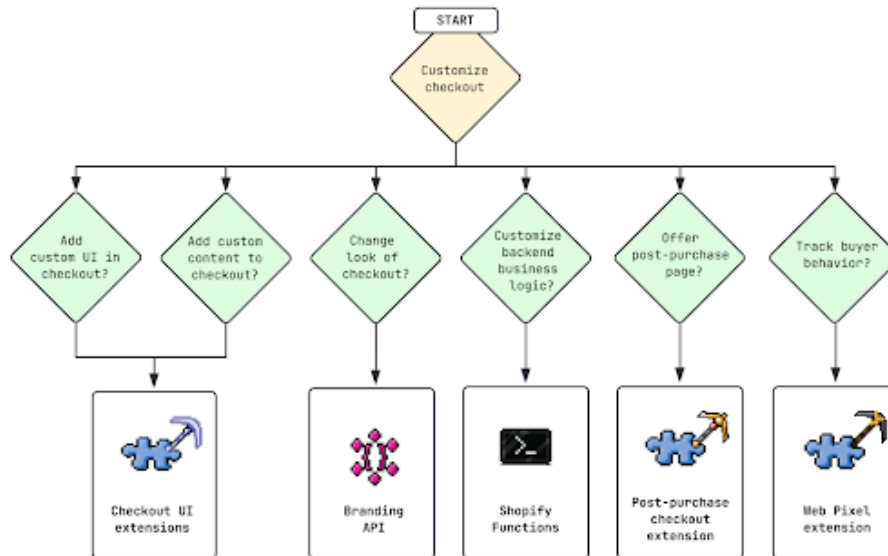 START
Customize
checkout
Add
custom UI in
checkout?
Add custom
content to
checkout?
Change
look of
checkout?
Customize
backend
business
logic?
Offer
post-purchase
page?
Track buyer
behavior?
>_
Checkout UI
extensions
Branding
API
Shopify
Functions
Post-purchase
checkout
extension
Web Pixel
extension